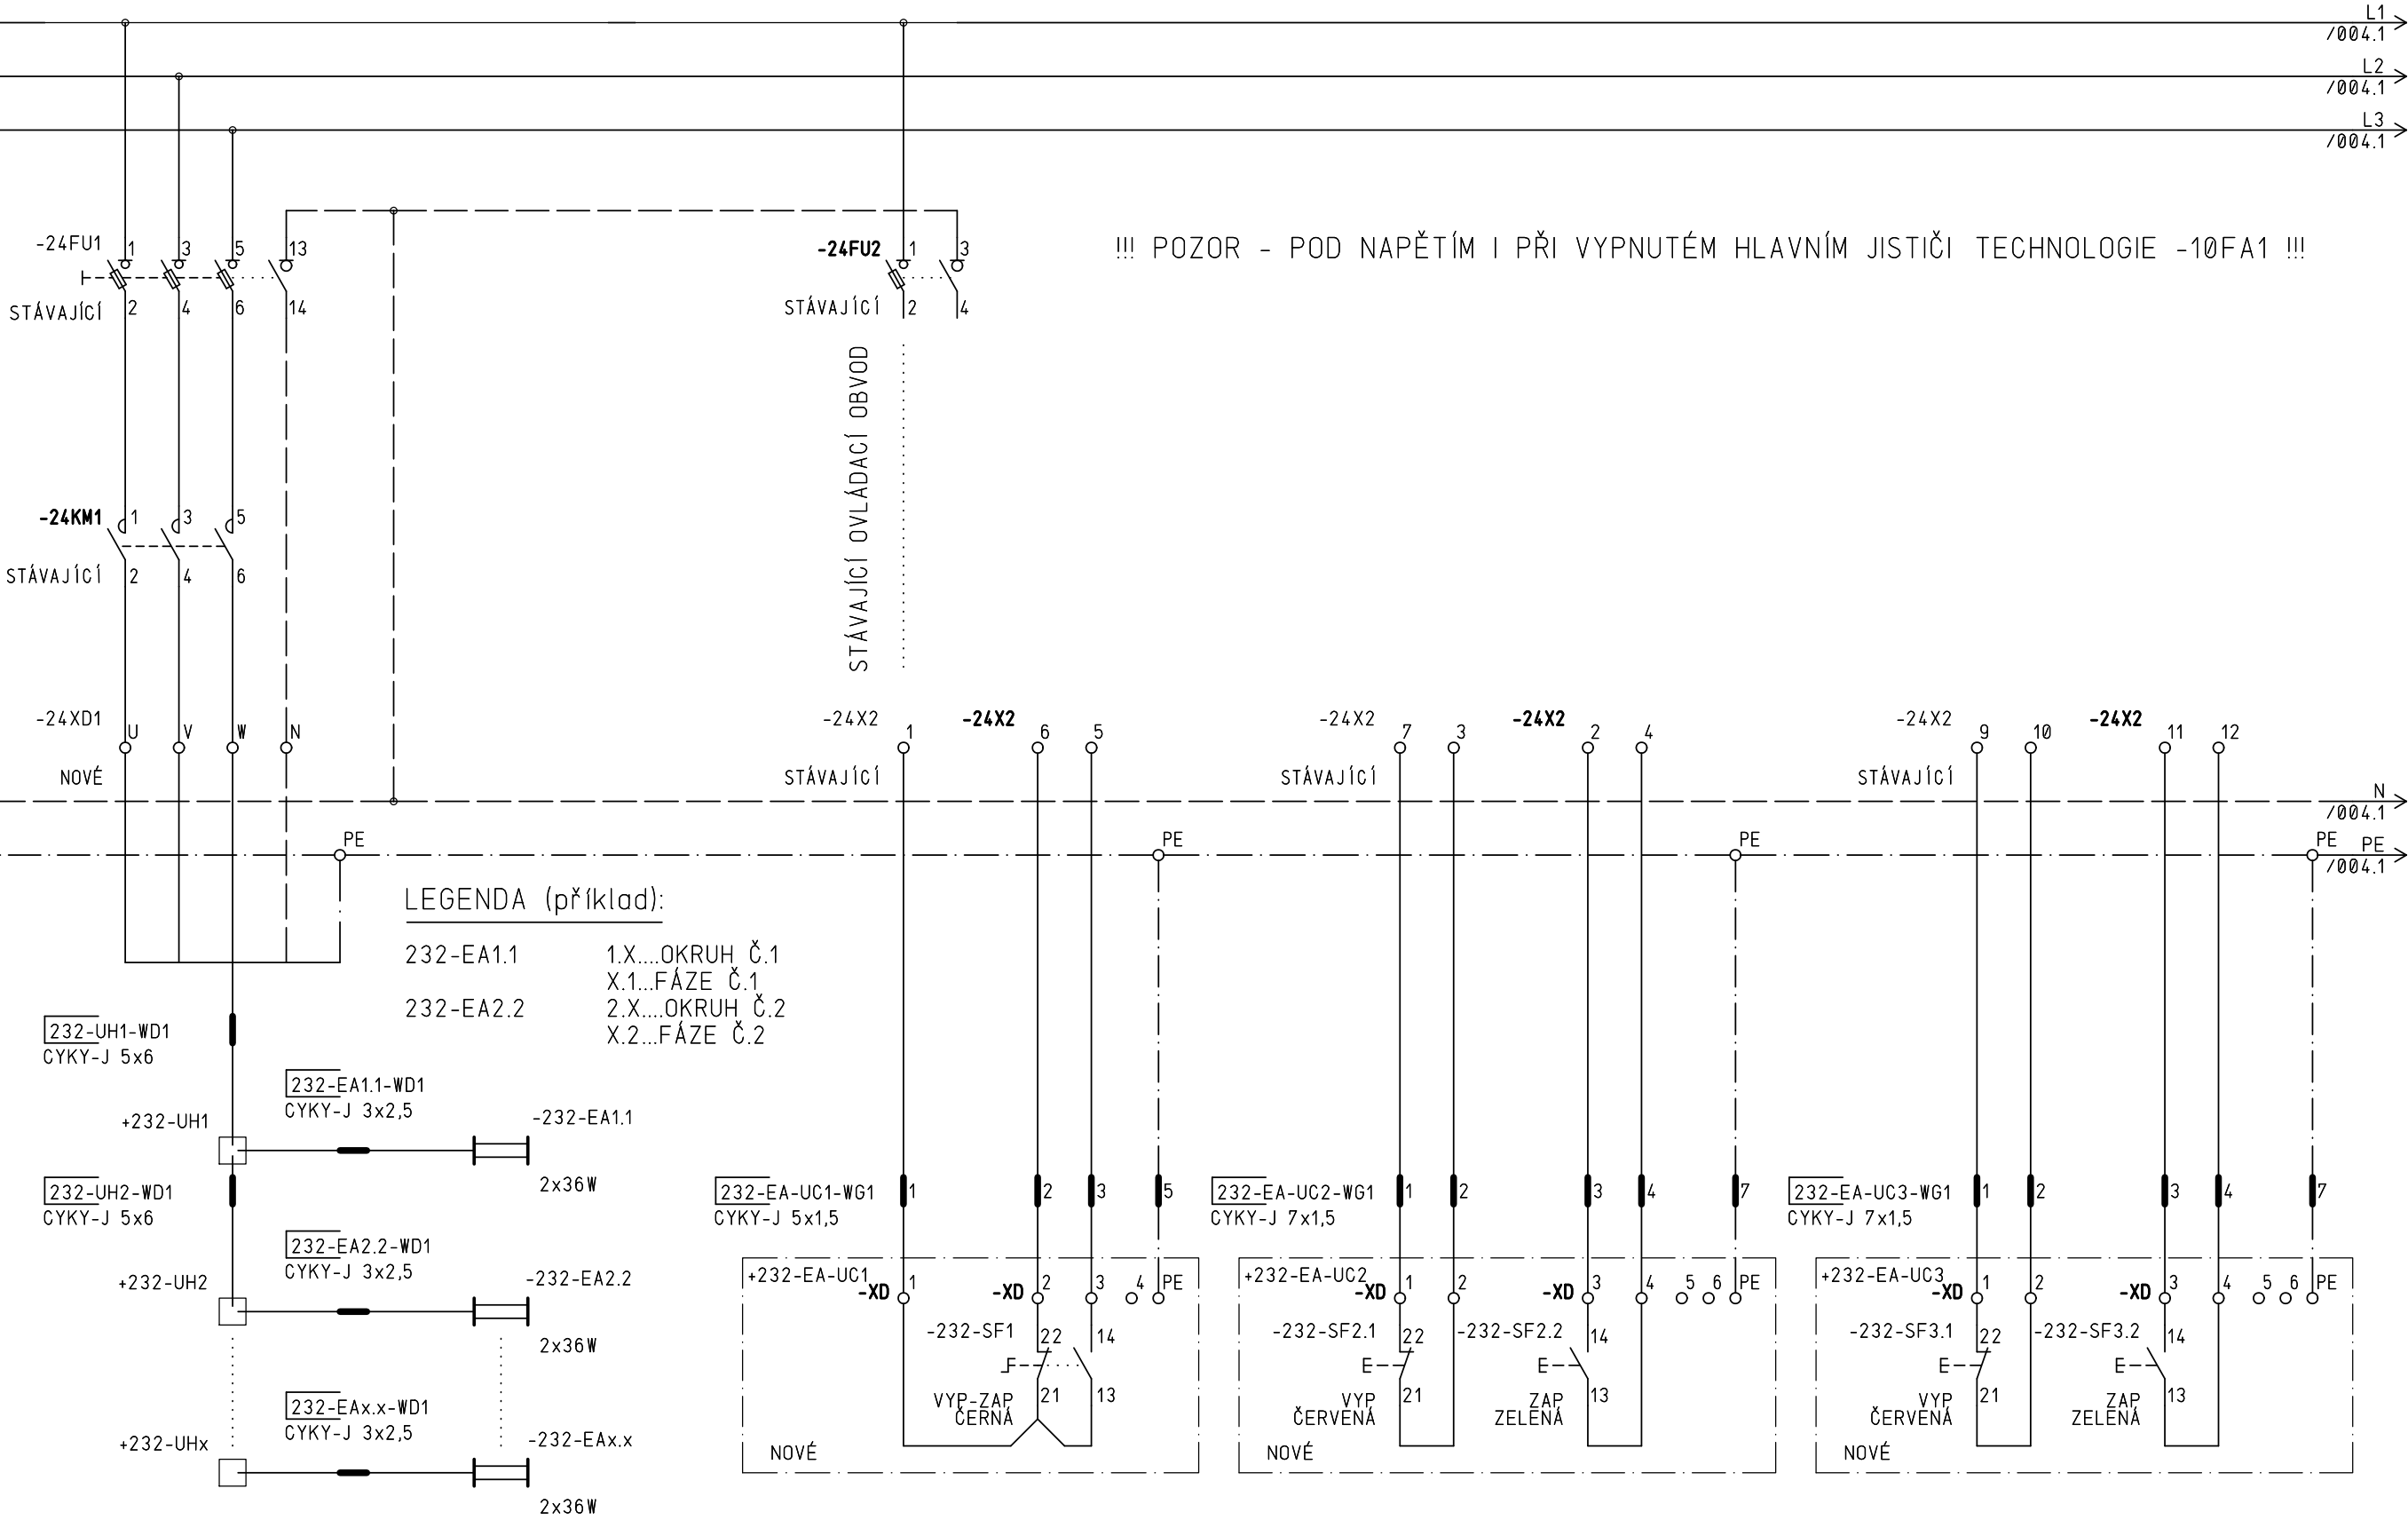 L1
/004.1
L2
/004.1
L3
/004.1
-24FU1 1 3 5 13
STÁVAJÍCÍ 2 4 6 14
-24FU2 1 3
STÁVAJÍCÍ 2 4
!!! POZOR - POD NAPĚTÍM I PŘI VYPNUTÉM HLAVNÍM JISTIČI TECHNOLOGIE -10FA1 !!!
STÁVAJÍCÍ OVLÁDACÍ OBVOD
-24KM1 1 3 5
STÁVAJÍCÍ 2 4 6
-24XD1 U V W N
NOVÉ
-24X2 1 -24X2 6 5
STÁVAJÍCÍ
-24X2 7 3 -24X2 2 4
STÁVAJÍCÍ
-24X2 9 10 -24X2 11 12
STÁVAJÍCÍ
N
/004.1
PE PE PE PE PE
/004.1
LEGENDA (příklad):
232-EA1.1 1.X....OKRUH Č.1
X.1...FÁZE Č.1
232-EA2.2 2.X....OKRUH Č.2
X.2...FÁZE Č.2
232-UH1-WD1
CYKY-J 5x6
232-EA1.1-WD1
CYKY-J 3x2,5
+232-UH1
-232-EA1.1
2x36W
232-UH2-WD1
CYKY-J 5x6
232-EA2.2-WD1
CYKY-J 3x2,5
+232-UH2
-232-EA2.2
2x36W
232-EAx.x-WD1
CYKY-J 3x2,5
+232-UHx
-232-EAx.x
2x36W
232-EA-UC1-WG1 1 2 3 5
CYKY-J 5x1,5
+232-EA-UC1
-XD 1 -XD 2 3 4 PE
-232-SF1 22 14
VYP-ZAP 21 13
ČERNÁ
NOVÉ
232-EA-UC2-WG1 1 2 3 4 7
CYKY-J 7x1,5
+232-EA-UC2
-XD 1 2 -XD 3 4 5 6 PE
-232-SF2.1 22 -232-SF2.2 14
VYP 21 ZAP 13
ČERVENÁ ZELENÁ
NOVÉ
232-EA-UC3-WG1 1 2 3 4 7
CYKY-J 7x1,5
+232-EA-UC3
-XD 1 2 -XD 3 4 5 6 PE
-232-SF3.1 22 -232-SF3.2 14
VYP 21 ZAP 13
ČERVENÁ ZELENÁ
NOVÉ